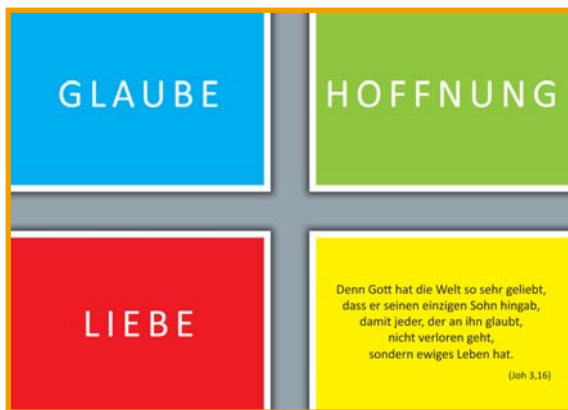 GLAUBE
HOFFNUNG
LIEBE
Denn Gott hat die Welt so sehr geliebt,
dass er seinen einzigen Sohn hingab,
damit jeder, der an ihn glaubt,
nicht verloren geht,
sondern ewiges Leben hat.
(Joh 3,16)